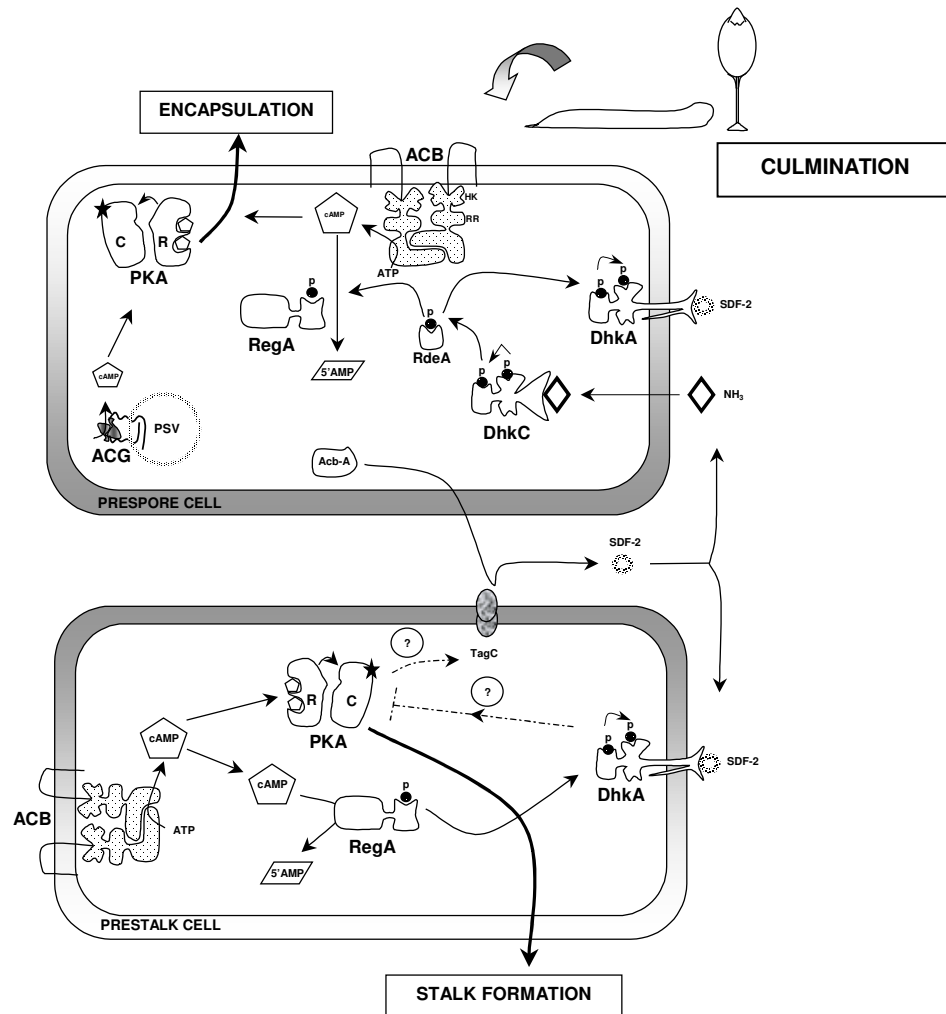 ENCAPSULATION
CULMINATION
ACB
HK
RR
cAMP
ATP
C
R
PKA
p
RegA
5'AMP
p
RdeA
p
p
DhkA
SDF-2
p
p
DhkC
NH₃
cAMP
ACG
PSV
Acb-A
PRESPORE CELL
SDF-2
TagC
?
?
R
C
PKA
cAMP
cAMP
ACB
ATP
5'AMP
p
RegA
p
p
DhkA
SDF-2
PRESTALK CELL
STALK FORMATION